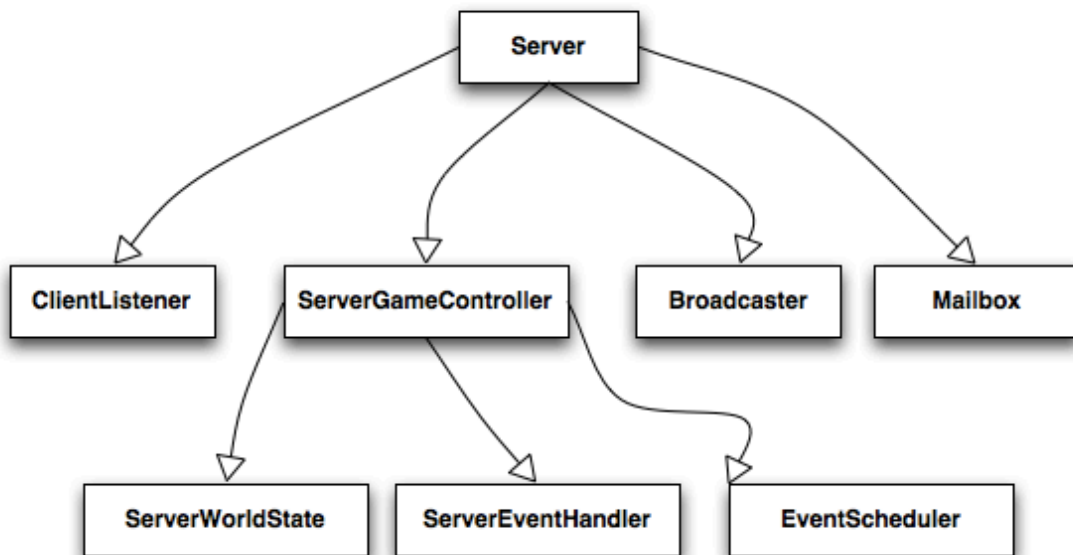 Server
ClientListener
ServerGameController
Broadcaster
Mailbox
ServerWorldState
ServerEventHandler
EventScheduler